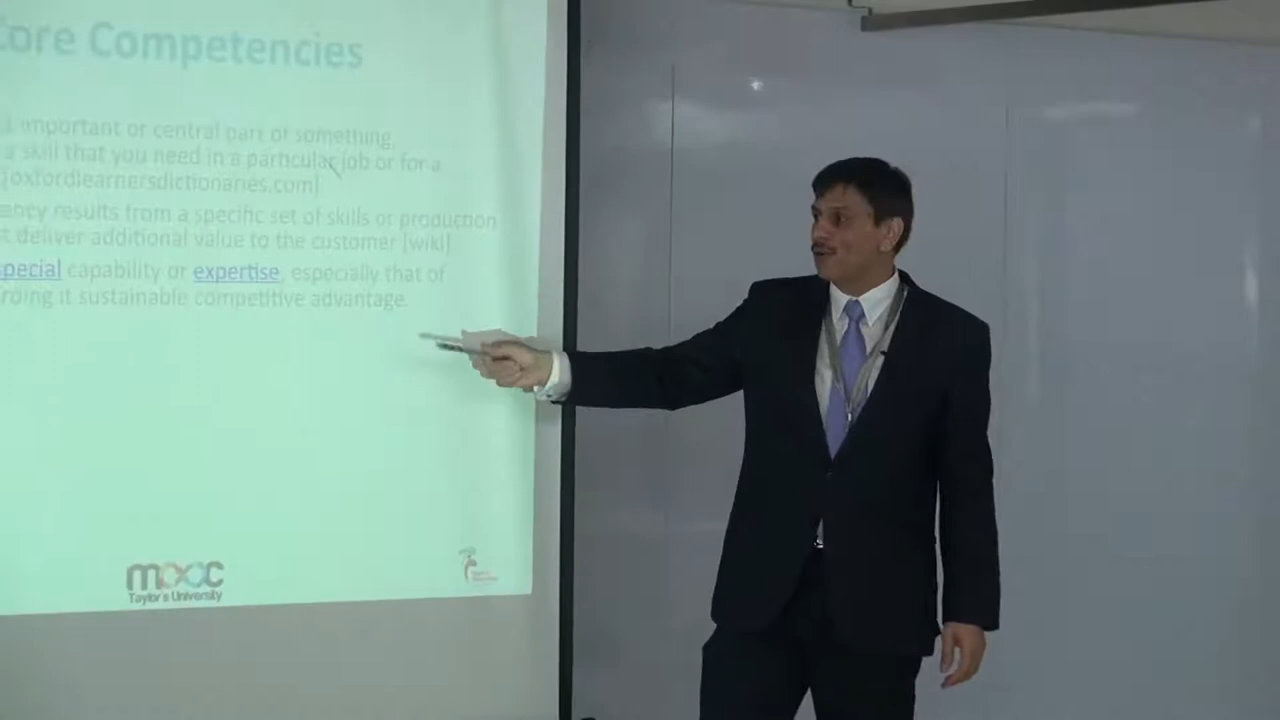 Core Competencies
important or central part of something.
a skill that you need in a particular job or for a
[oxfordlearnersdictionaries.com]
ency results from a specific set of skills or production
t deliver additional value to the customer [wiki]
special capability or expertise, especially that of
rding it sustainable competitive advantage.
mooc
Taylor's University